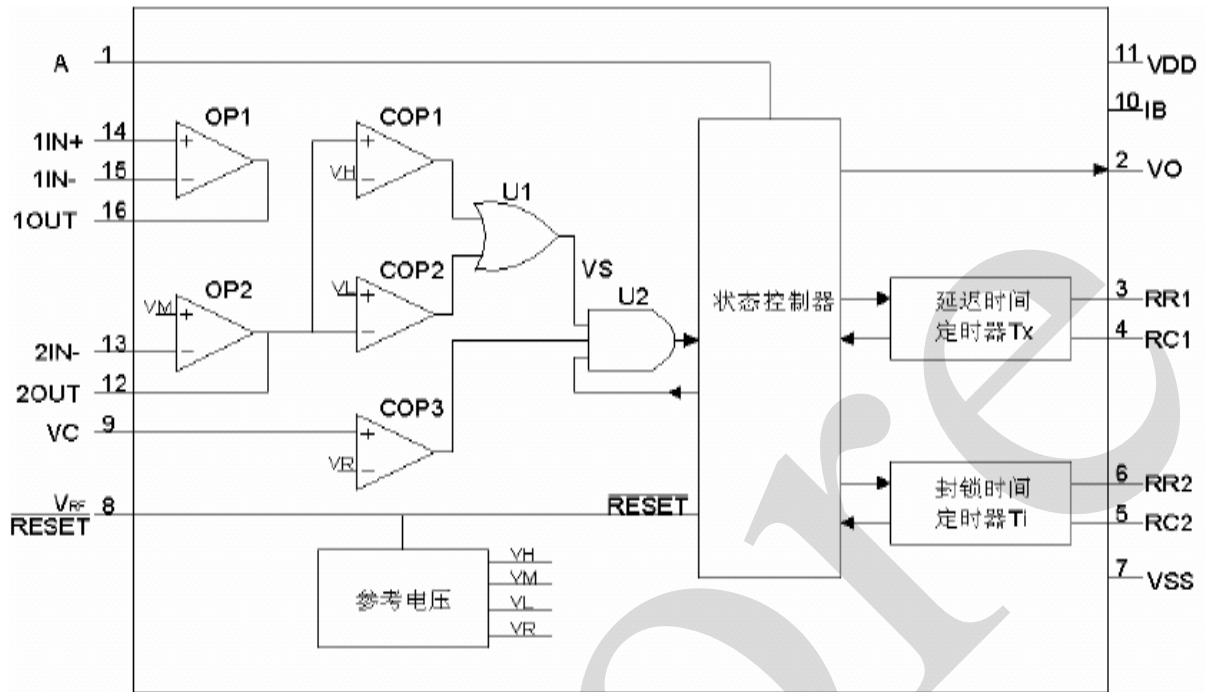 A 1
1IN+ 14
1IN- 15
1OUT 16
OP1
+
−
VM
OP2
+
−
2IN- 13
2OUT 12
VC 9
VRF 8
RESET
COP1
+
VH −
COP2
VL +
−
COP3
+
VR −
U1
VS
U2
RESET
参考电压
VH
VM
VL
VR
状态控制器
延迟时间
定时器Tx
封锁时间
定时器Ti
11 VDD
10 IB
2 VO
3 RR1
4 RC1
6 RR2
5 RC2
7 VSS
ore